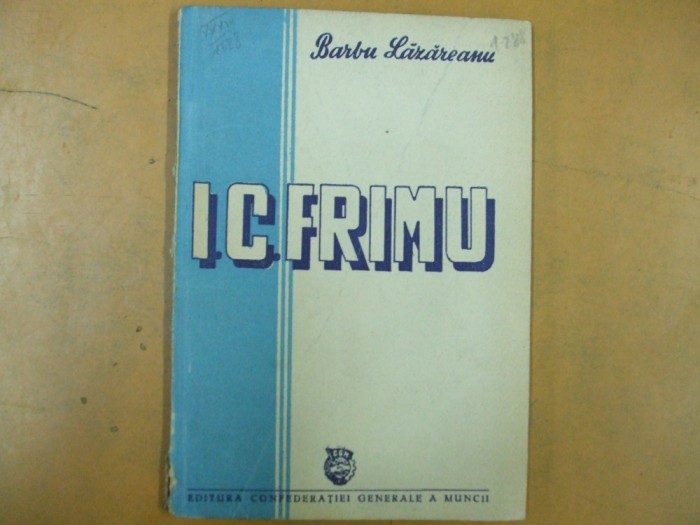 Barbu Lăzăreanu
I.C. FRIMU
EDITURA CONFEDERAȚIEI GENERALE A MUNCII